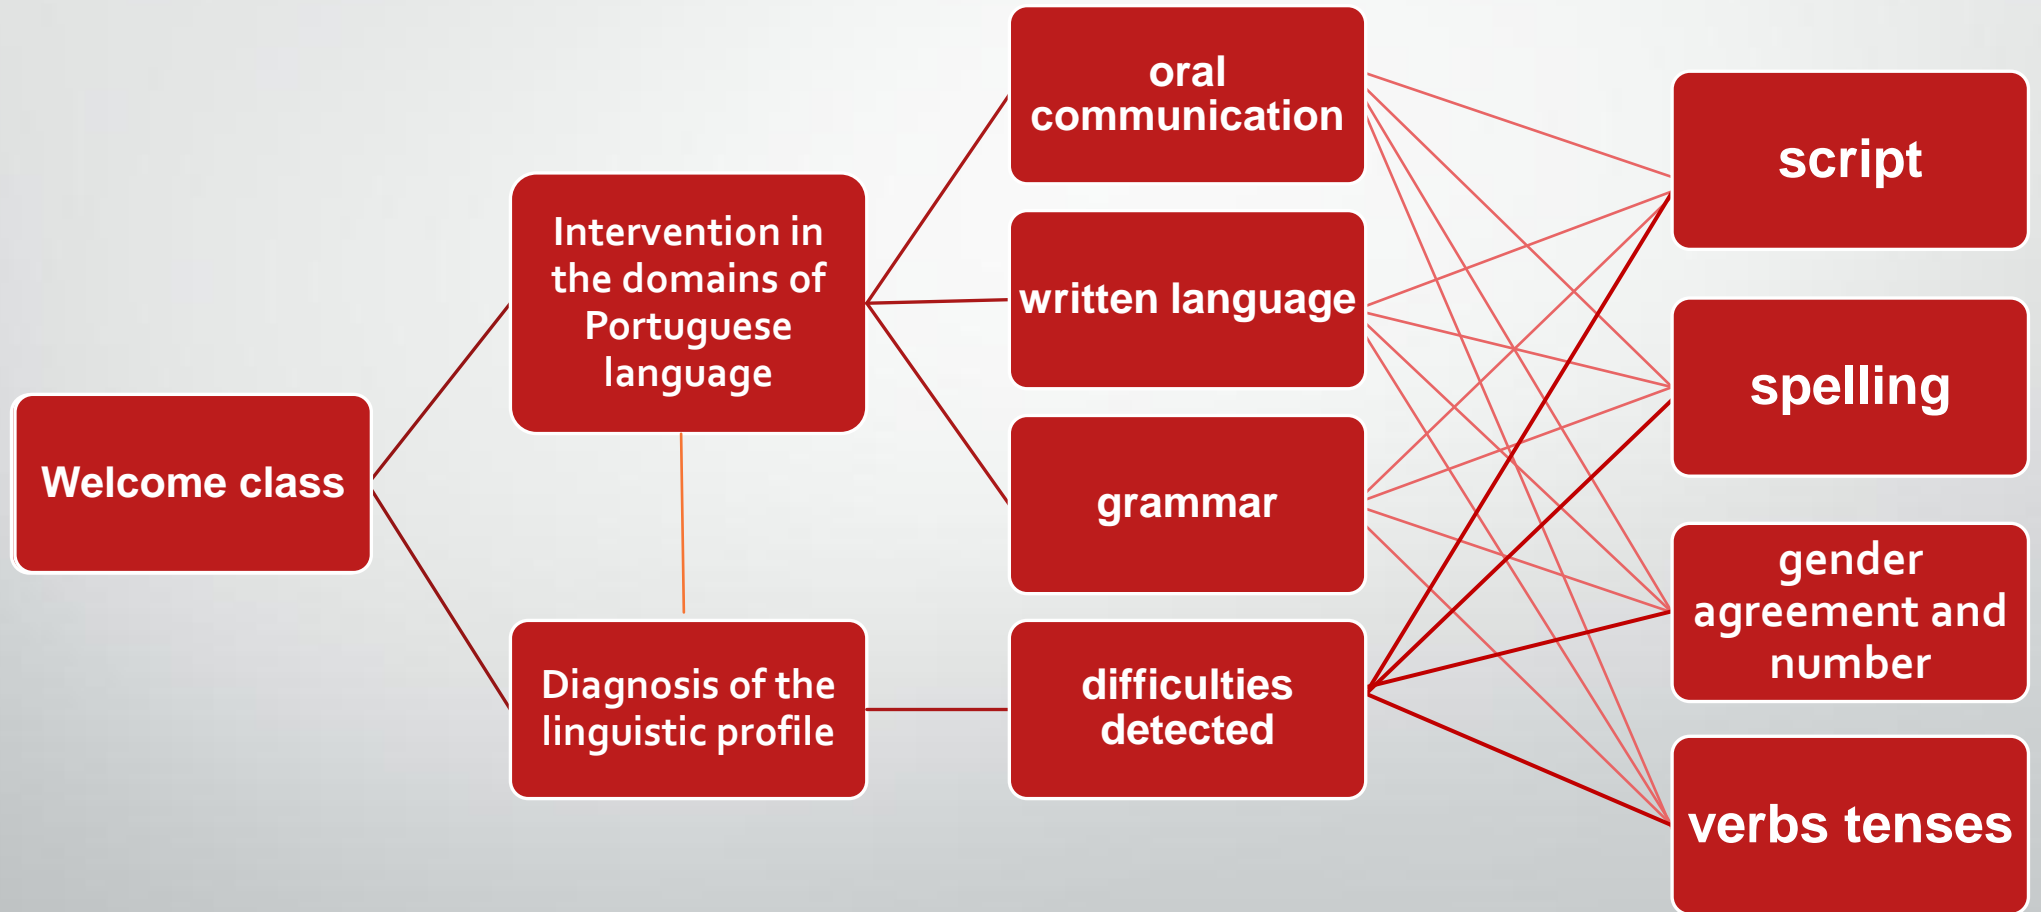 Welcome class
Intervention in
the domains of
Portuguese
language
Diagnosis of the
linguistic profile
oral
communication
written language
grammar
difficulties
detected
script
spelling
gender
agreement and
number
verbs tenses